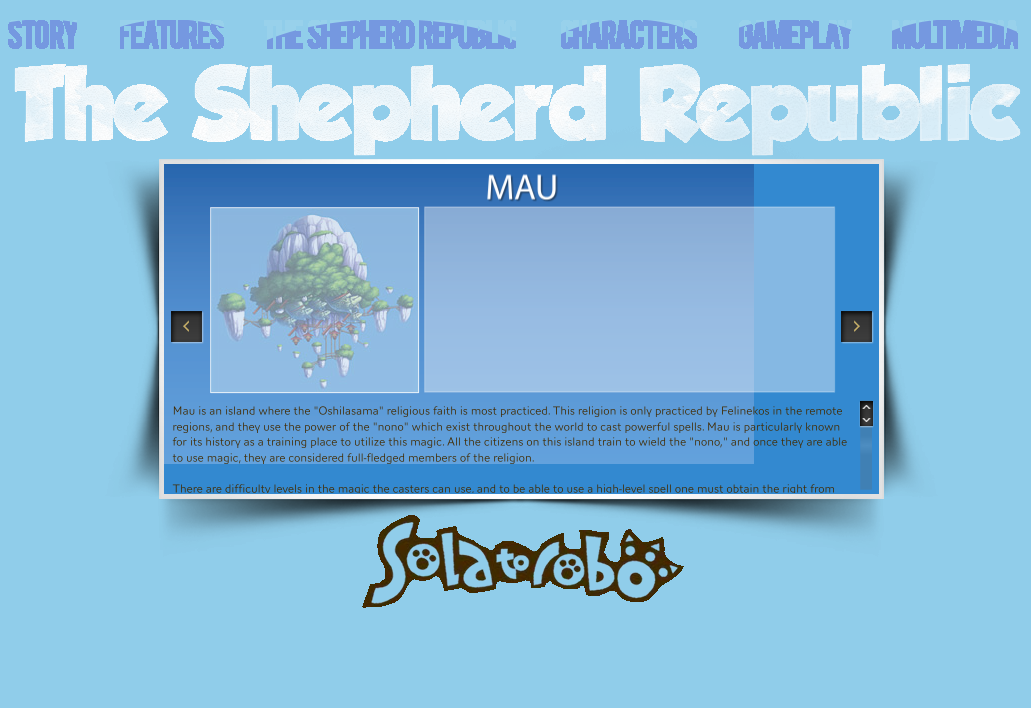 STORY FEATURES THE SHEPHERD REPUBLIC CHARACTERS GAMEPLAY MULTIMEDIA
The Shepherd Republic
MAU
Mau is an island where the "Oshilasama" religious faith is most practiced. This religion is only practiced by Felinekos in the remote
regions, and they use the power of the "nono" which exist throughout the world to cast powerful spells. Mau is particularly known
for its history as a training place to utilize this magic. All the citizens on this island train to wield the "nono," and once they are able
to use magic, they are considered full-fledged members of the religion.
There are difficulty levels in the magic the casters can use, and to be able to use a high-level spell one must obtain the right from
Solatorobo